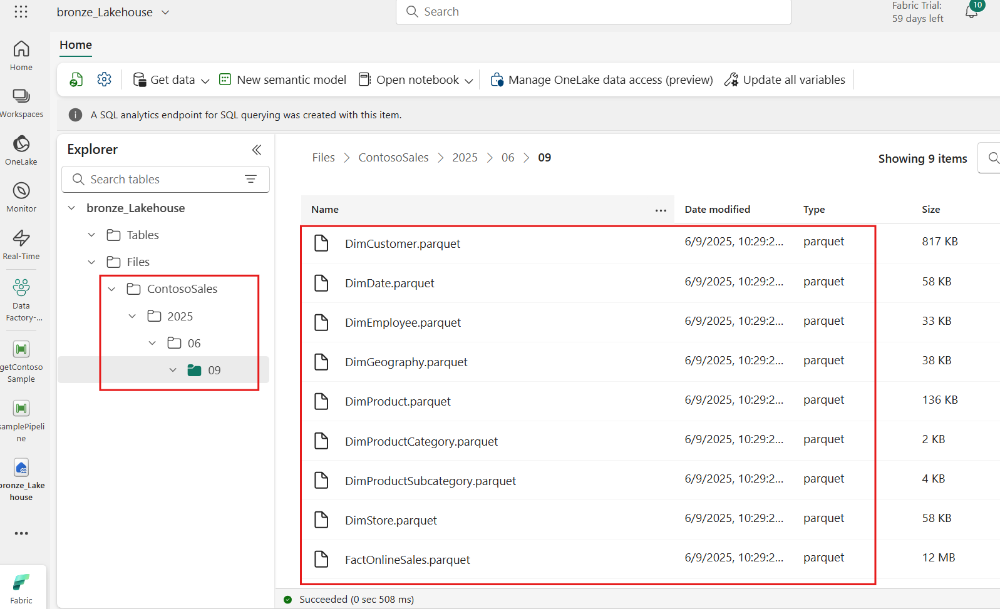 bronze_Lakehouse
Search
Fabric Trial:
59 days left
10
Home
Workspaces
OneLake
Monitor
Real-Time
Data
Factory-...
getContoso
Sample
samplePipeli
ne
bronze_Lake
house
Fabric
Home
Get data
New semantic model
Open notebook
Manage OneLake data access (preview)
Update all variables
A SQL analytics endpoint for SQL querying was created with this item.
Explorer
Search tables
bronze_Lakehouse
Tables
Files
ContosoSales
2025
06
09
Files > ContosoSales > 2025 > 06 > 09
Showing 9 items
Name ... Date modified Type Size
DimCustomer.parquet 6/9/2025, 10:29:2... parquet 817 KB
DimDate.parquet 6/9/2025, 10:29:2... parquet 58 KB
DimEmployee.parquet 6/9/2025, 10:29:2... parquet 33 KB
DimGeography.parquet 6/9/2025, 10:29:2... parquet 38 KB
DimProduct.parquet 6/9/2025, 10:29:2... parquet 136 KB
DimProductCategory.parquet 6/9/2025, 10:29:2... parquet 2 KB
DimProductSubcategory.parquet 6/9/2025, 10:29:2... parquet 4 KB
DimStore.parquet 6/9/2025, 10:29:2... parquet 58 KB
FactOnlineSales.parquet 6/9/2025, 10:29:2... parquet 12 MB
Succeeded (0 sec 508 ms)